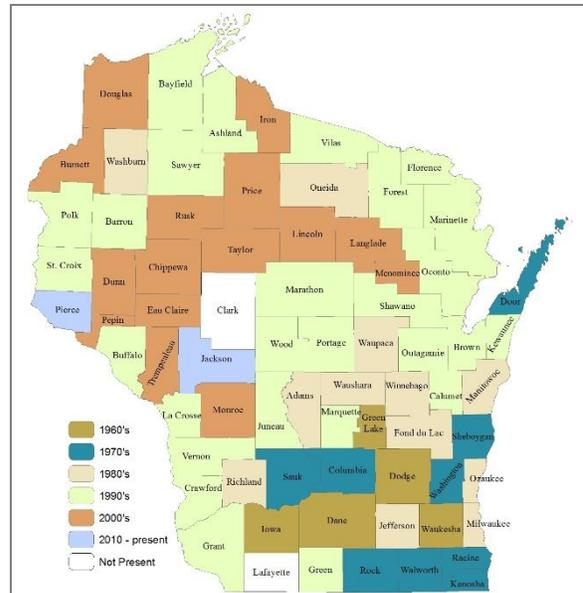 Douglas
Bayfield
Ashland
Iron
Vilas
Burnett
Washburn
Sawyer
Price
Oneida
Forest
Florence
Marinette
Polk
Barron
Rusk
Lincoln
Langlade
Taylor
Menominee
Oconto
St. Croix
Dunn
Chippewa
Marathon
Shawano
Door
Pierce
Pepin
Eau Claire
Clark
Buffalo
Trempealeau
Jackson
Wood
Portage
Waupaca
Outagamie
Brown
Kewaunee
La Crosse
Monroe
Juneau
Adams
Waushara
Winnebago
Calumet
Manitowoc
Marquette
Green
Lake
Fond du Lac
Sheboygan
Vernon
Crawford
Richland
Sauk
Columbia
Dodge
Washington
Ozaukee
Grant
Iowa
Dane
Jefferson
Waukesha
Milwaukee
Lafayette
Green
Rock
Walworth
Racine
Kenosha
1960's
1970's
1980's
1990's
2000's
2010 - present
Not Present